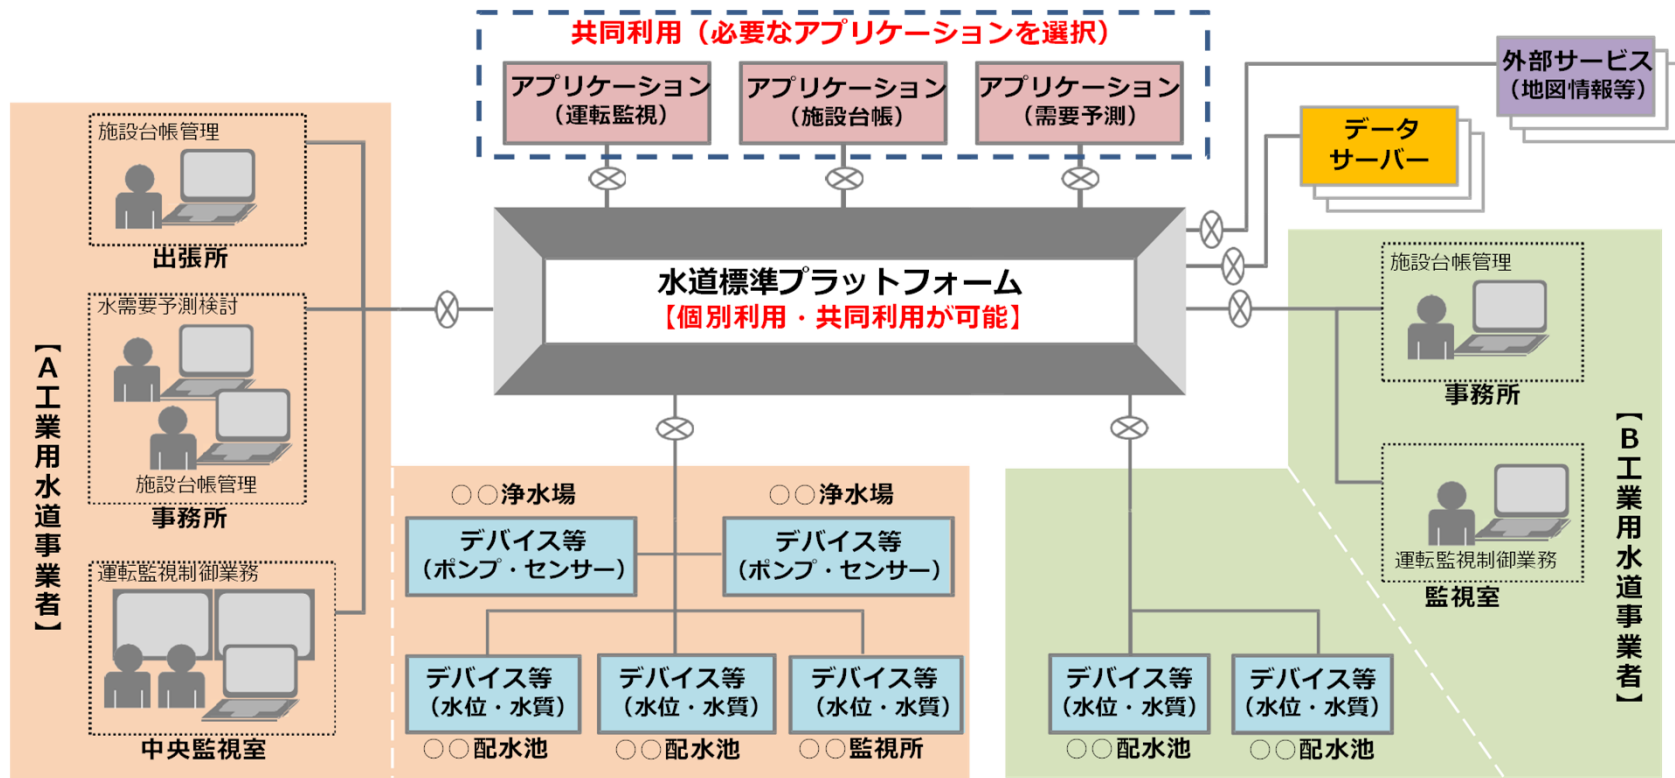 共同利用（必要なアプリケーションを選択）
アプリケーション
（運転監視）
アプリケーション
（施設台帳）
アプリケーション
（需要予測）
外部サービス
（地図情報等）
データ
サーバー
水道標準プラットフォーム
【個別利用・共同利用が可能】
【A工業用水道事業者】
施設台帳管理
出張所
水需要予測検討
施設台帳管理
事務所
運転監視制御業務
中央監視室
○○浄水場
デバイス等
（ポンプ・センサー）
○○浄水場
デバイス等
（ポンプ・センサー）
デバイス等
（水位・水質）
○○配水池
デバイス等
（水位・水質）
○○配水池
デバイス等
（水位・水質）
○○監視所
デバイス等
（水位・水質）
○○配水池
デバイス等
（水位・水質）
○○配水池
施設台帳管理
事務所
運転監視制御業務
監視室
【B工業用水道事業者】